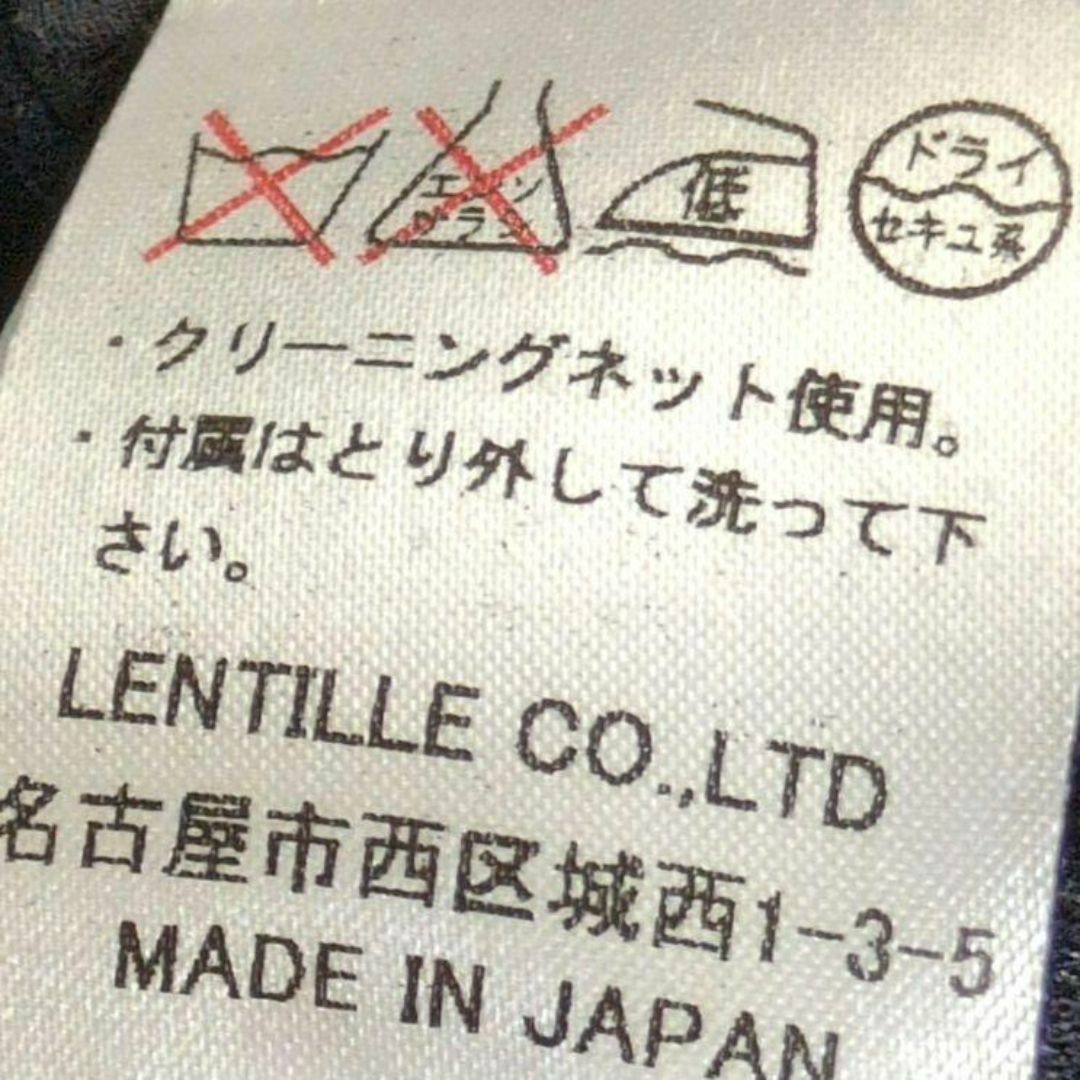 エンソ
サラシ
低
ドライ
セキユ系
・クリーニングネット使用。
・付属はとり外して洗って下
さい。
LENTILLE CO.,LTD
名古屋市西区城西1-3-5
MADE IN JAPAN